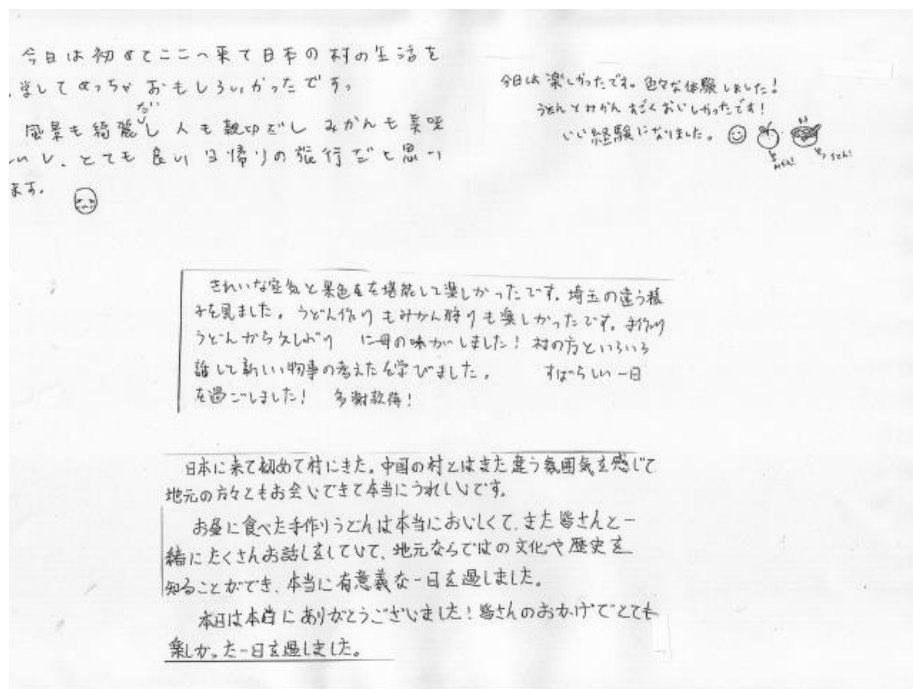 今日は初めてここへ来て日本の村の生活を
してめっちゃおもしろいかったです。
風景も綺麗だし人も親切だし みかんも美味
いし、とても良い日帰りの旅行だと思い
ます。
今日は楽しかったです。色々な体験しました!
うどんとみかんすごくおいしかったです!
いい経験になりました。
みかん!
うどん!
きれいな空気と景色をを堪能して楽しかったです。埼玉の違う様
子を見ました。うどん作りもみかん狩りも楽しかったです。手作り
うどんから久しぶり に母の味がしました! 村の方といろいろ
話して新しい物事の考えたを学びました。 すばらしい一日
を過ごしました! 多謝款待!
日本に来て初めて村にきた。中国の村とはまた違う雰囲気を感じて
地元の方々ともお会いできて本当にうれしいです。
お昼に食べた手作りうどんは本当においしくて、また皆さんと一
緒にたくさんお話しをしていて、地元ならではの文化や歴史を
知ることができ、本当に有意義な一日を過しました。
本日は本当にありがとうございました!皆さんのおかげでとても
楽しかった一日を過しました。